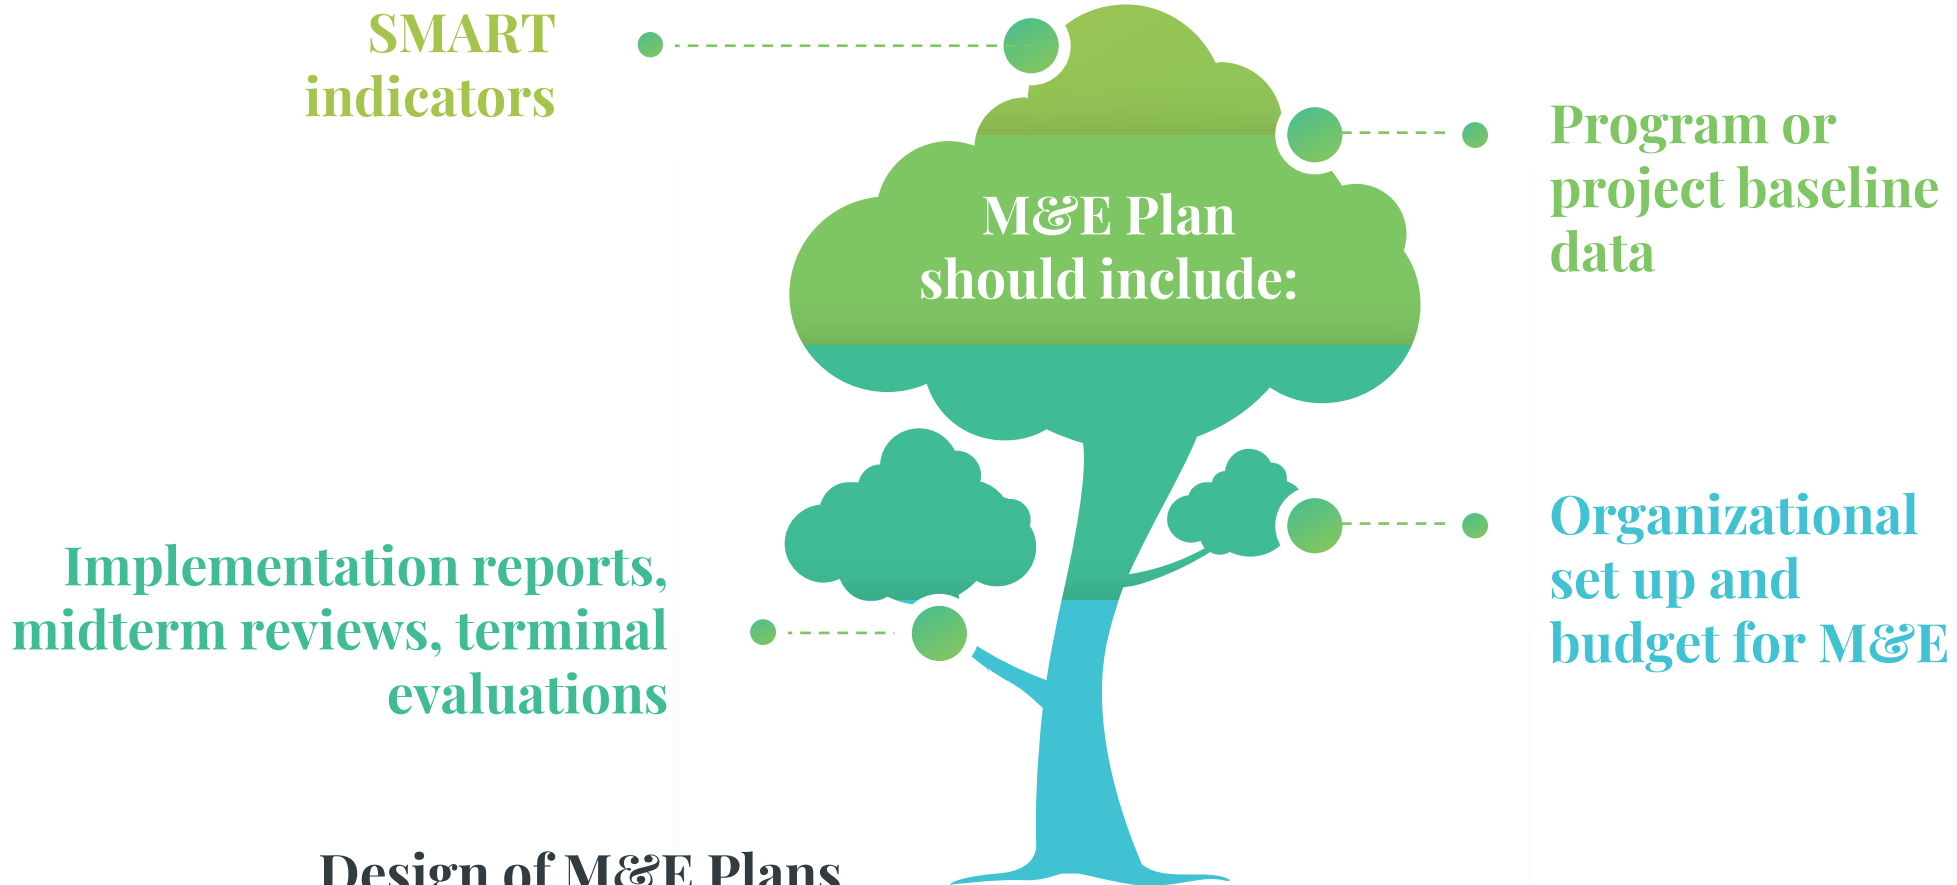 SMART
indicators
Program or
project baseline
data
M&E Plan
should include:
Implementation reports,
midterm reviews, terminal
evaluations
Organizational
set up and
budget for M&E
Design of M&E Plans